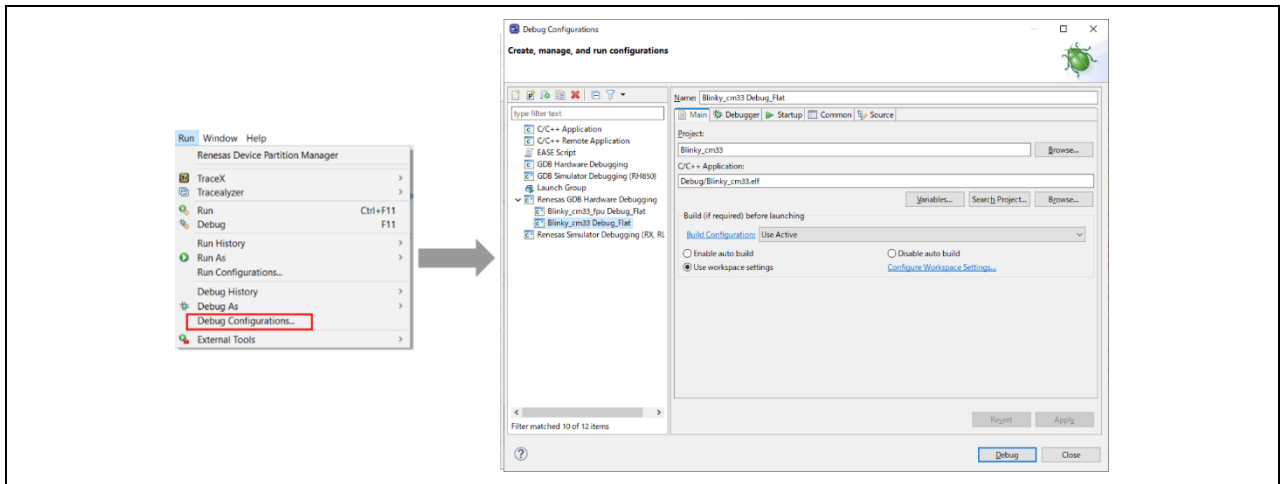 Run Window Help
Renesas Device Partition Manager
TraceX >
Tracealyzer >
Run Ctrl+F11
Debug F11
Run History >
Run As >
Run Configurations...
Debug History >
Debug As >
Debug Configurations...
External Tools >
Debug Configurations
Create, manage, and run configurations
type filter text
C/C++ Application
C/C++ Remote Application
EASE Script
GDB Hardware Debugging
GDB Simulator Debugging (RH850)
Launch Group
Renesas GDB Hardware Debugging
Blinky_cm33_fpu Debug_Flat
Blinky_cm33 Debug_Flat
Renesas Simulator Debugging (RX, RL
Filter matched 10 of 12 items
Name: Blinky_cm33 Debug_Flat
Main Debugger Startup Common Source
Project:
Blinky_cm33 Browse...
C/C++ Application:
Debug/Blinky_cm33.elf
Variables... Search Project... Browse...
Build (if required) before launching
Build Configuration: Use Active
Enable auto build Disable auto build
Use workspace settings Configure Workspace Settings...
Revert Apply
? Debug Close